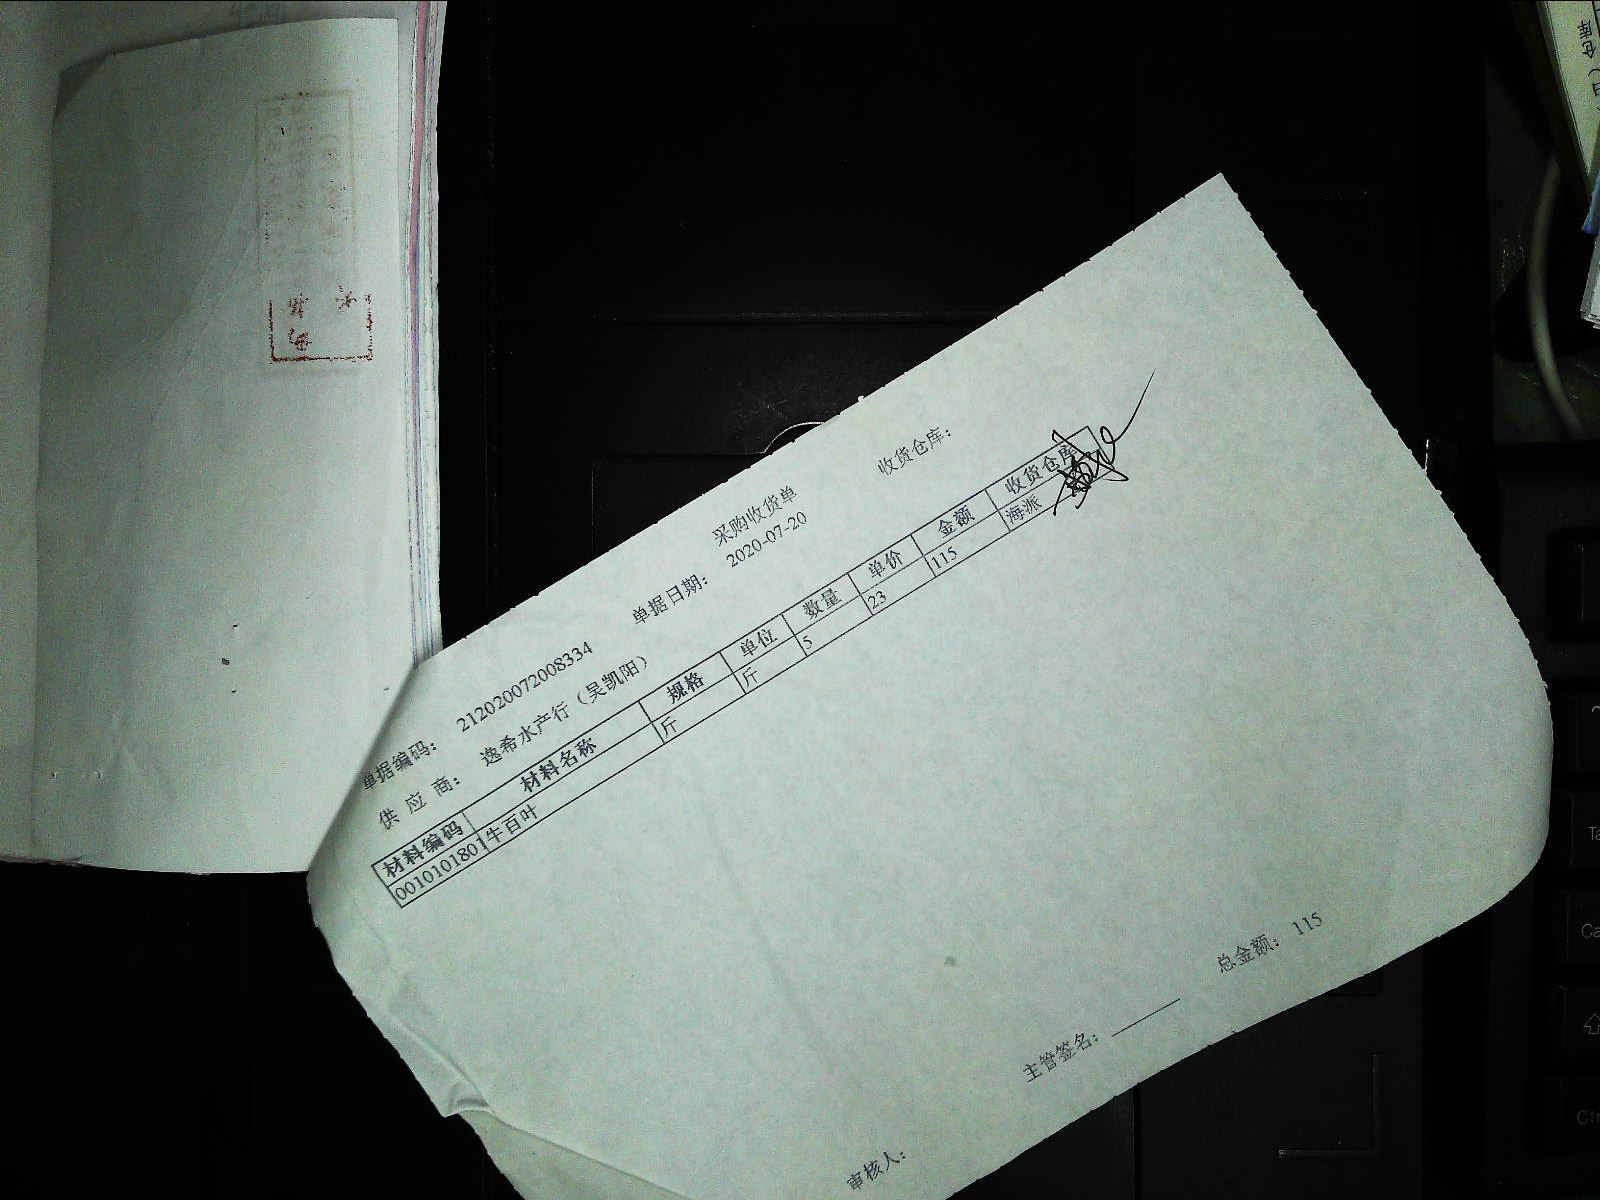 采购收货单
单据编码： 212020072008334 单据日期： 2020-07-20 收货仓库：
供 应 商： 逸希水产行（吴凯阳）
材料编码 材料名称 规格 单位 数量 单价 金额 收货仓库
0010101801 牛百叶 斤 斤 5 23 115 海派
总金额： 115
主管签名：
审核人：